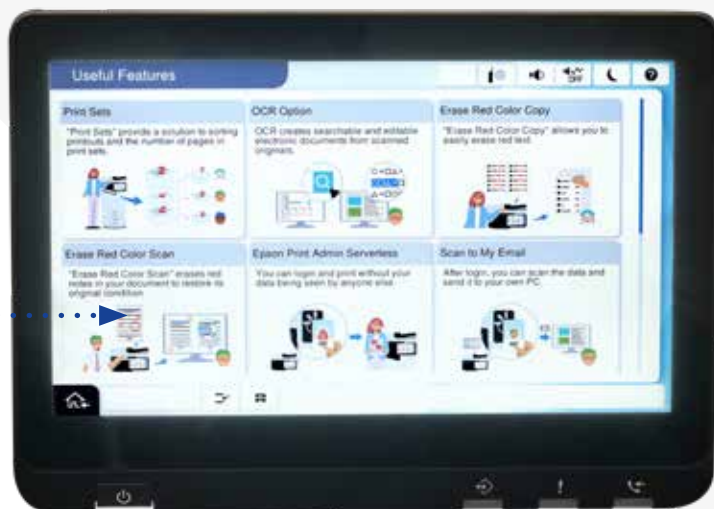 Useful Features
OFF
Print Sets
"Print Sets" provide a solution to sorting
printouts and the number of pages in
print sets.
OCR Option
OCR creates searchable and editable
electronic documents from scanned
originals.
Erase Red Color Copy
"Erase Red Color Copy" allows you to
easily erase red text.
Erase Red Color Scan
"Erase Red Color Scan" erases red
notes in your document to restore its
original condition
Epson Print Admin Serverless
You can login and print without your
data being seen by anyone else
Scan to My Email
After login, you can scan the data and
send it to your own PC.